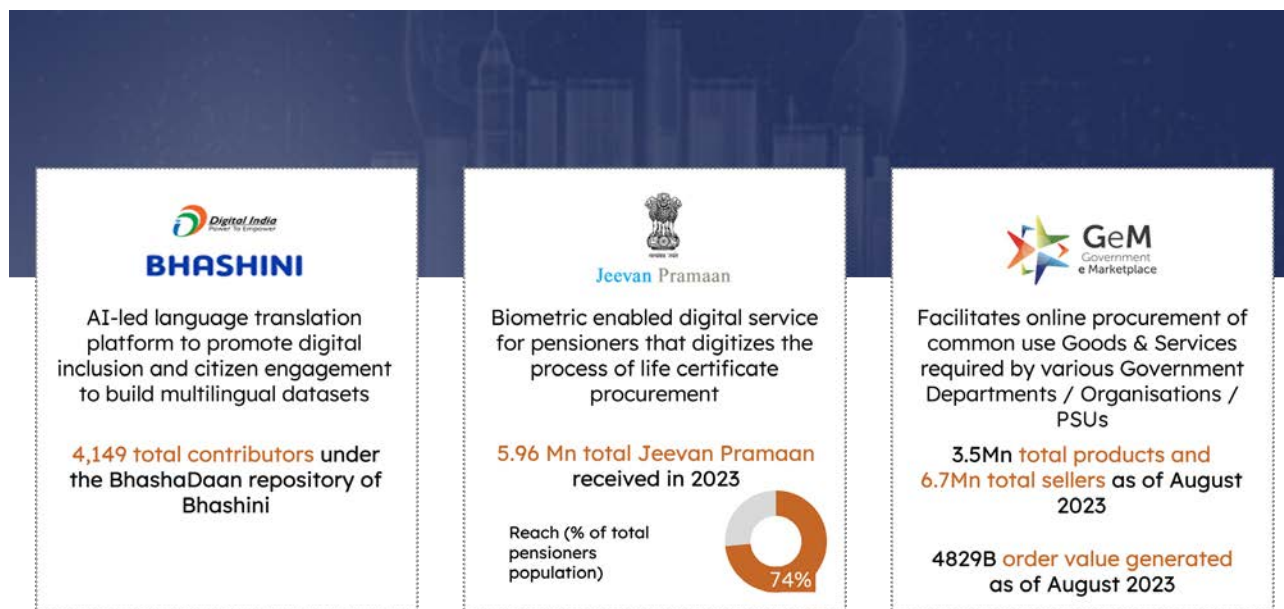 Digital India
Power To Empower
BHASHINI
AI-led language translation
platform to promote digital
inclusion and citizen engagement
to build multilingual datasets
4,149 total contributors under
the BhashaDaan repository of
Bhashini
Jeevan Pramaan
Biometric enabled digital service
for pensioners that digitizes the
process of life certificate
procurement
5.96 Mn total Jeevan Pramaan
received in 2023
Reach (% of total
pensioners
population)
74%
GeM
Government
e Marketplace
Facilitates online procurement of
common use Goods & Services
required by various Government
Departments / Organisations /
PSUs
3.5Mn total products and
6.7Mn total sellers as of August
2023
4829B order value generated
as of August 2023